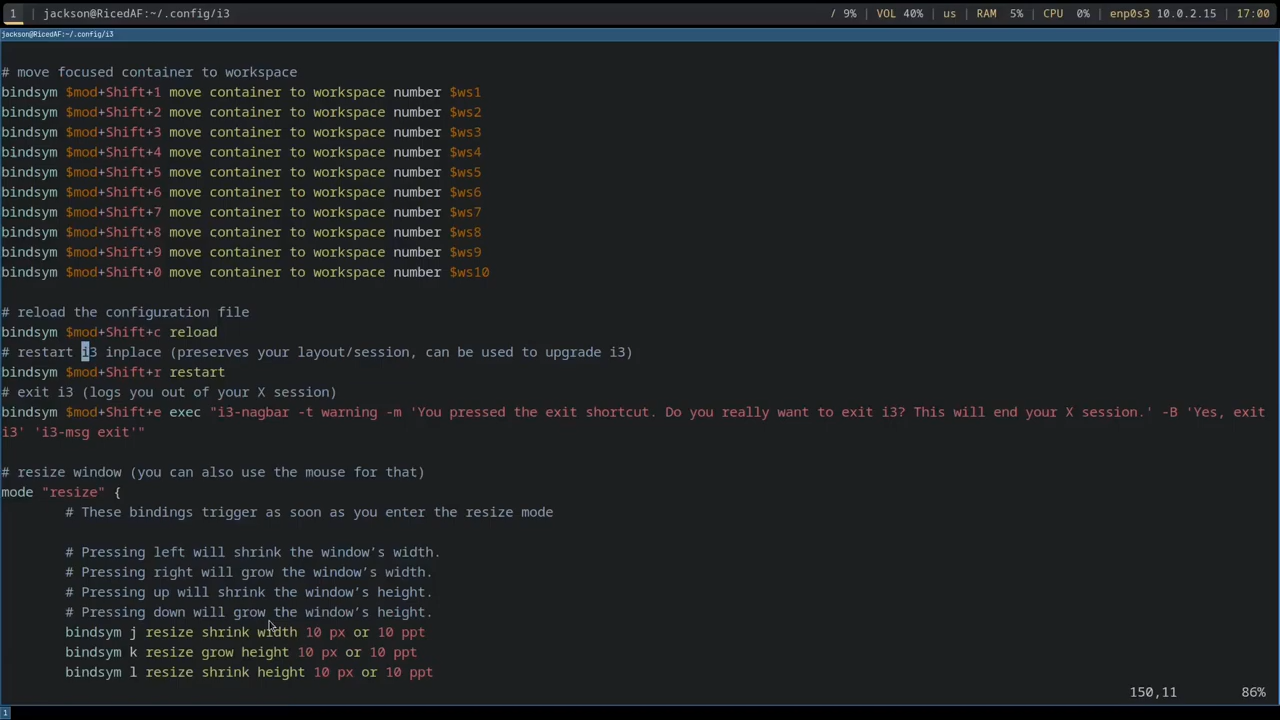 1 jackson@RicedAF:~/.config/i3 / 9% | VOL 40% | us | RAM 5% | CPU 0% | enp0s3 10.0.2.15 | 17:00
jackson@RicedAF:~/.config/i3
# move focused container to workspace
bindsym $mod+Shift+1 move container to workspace number $ws1
bindsym $mod+Shift+2 move container to workspace number $ws2
bindsym $mod+Shift+3 move container to workspace number $ws3
bindsym $mod+Shift+4 move container to workspace number $ws4
bindsym $mod+Shift+5 move container to workspace number $ws5
bindsym $mod+Shift+6 move container to workspace number $ws6
bindsym $mod+Shift+7 move container to workspace number $ws7
bindsym $mod+Shift+8 move container to workspace number $ws8
bindsym $mod+Shift+9 move container to workspace number $ws9
bindsym $mod+Shift+0 move container to workspace number $ws10
# reload the configuration file
bindsym $mod+Shift+c reload
# restart i3 inplace (preserves your layout/session, can be used to upgrade i3)
bindsym $mod+Shift+r restart
# exit i3 (logs you out of your X session)
bindsym $mod+Shift+e exec "i3-nagbar -t warning -m 'You pressed the exit shortcut. Do you really want to exit i3? This will end your X session.' -B 'Yes, exit
i3' 'i3-msg exit'"
# resize window (you can also use the mouse for that)
mode "resize" {
# These bindings trigger as soon as you enter the resize mode
# Pressing left will shrink the window’s width.
# Pressing right will grow the window’s width.
# Pressing up will shrink the window’s height.
# Pressing down will grow the window’s height.
bindsym j resize shrink width 10 px or 10 ppt
bindsym k resize grow height 10 px or 10 ppt
bindsym l resize shrink height 10 px or 10 ppt
150,11 86%
1